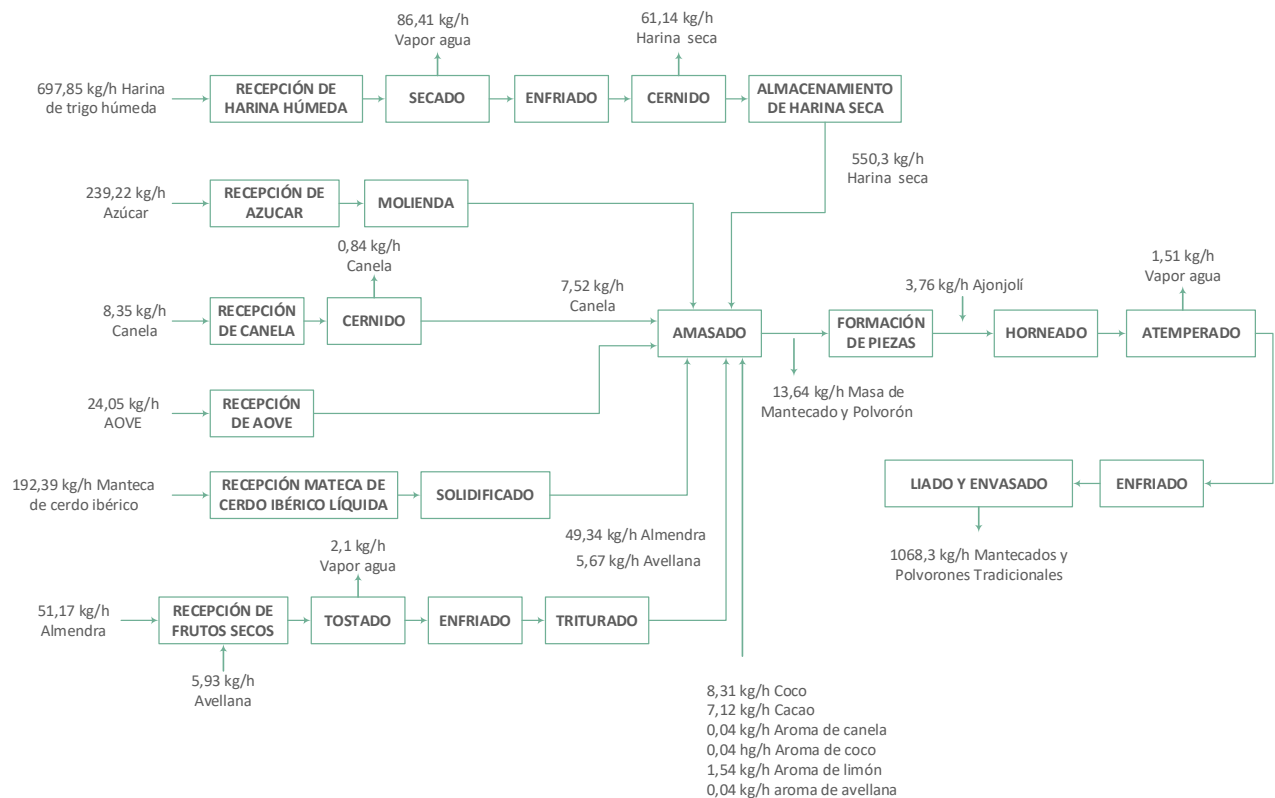 86,41 kg/h
Vapor agua
61,14 kg/h
Harina seca
697,85 kg/h Harina
de trigo húmeda
RECEPCIÓN DE
HARINA HÚMEDA
SECADO
ENFRIADO
CERNIDO
ALMACENAMIENTO
DE HARINA SECA
550,3 kg/h
Harina seca
239,22 kg/h
Azúcar
RECEPCIÓN DE
AZUCAR
MOLIENDA
0,84 kg/h
Canela
7,52 kg/h
Canela
8,35 kg/h
Canela
RECEPCIÓN
DE CANELA
CERNIDO
AMASADO
FORMACIÓN
DE PIEZAS
3,76 kg/h Ajonjolí
HORNEADO
1,51 kg/h
Vapor agua
ATEMPERADO
13,64 kg/h Masa de
Mantecado y Polvorón
24,05 kg/h
AOVE
RECEPCIÓN
DE AOVE
192,39 kg/h Manteca
de cerdo ibérico
RECEPCIÓN MATECA DE
CERDO IBÉRICO LÍQUIDA
SOLIDIFICADO
LIADO Y ENVASADO
ENFRIADO
1068,3 kg/h Mantecados y
Polvorones Tradicionales
49,34 kg/h Almendra
5,67 kg/h Avellana
2,1 kg/h
Vapor agua
51,17 kg/h
Almendra
RECEPCIÓN DE
FRUTOS SECOS
TOSTADO
ENFRIADO
TRITURADO
5,93 kg/h
Avellana
8,31 kg/h Coco
7,12 kg/h Cacao
0,04 kg/h Aroma de canela
0,04 hg/h Aroma de coco
1,54 kg/h Aroma de limón
0,04 kg/h aroma de avellana